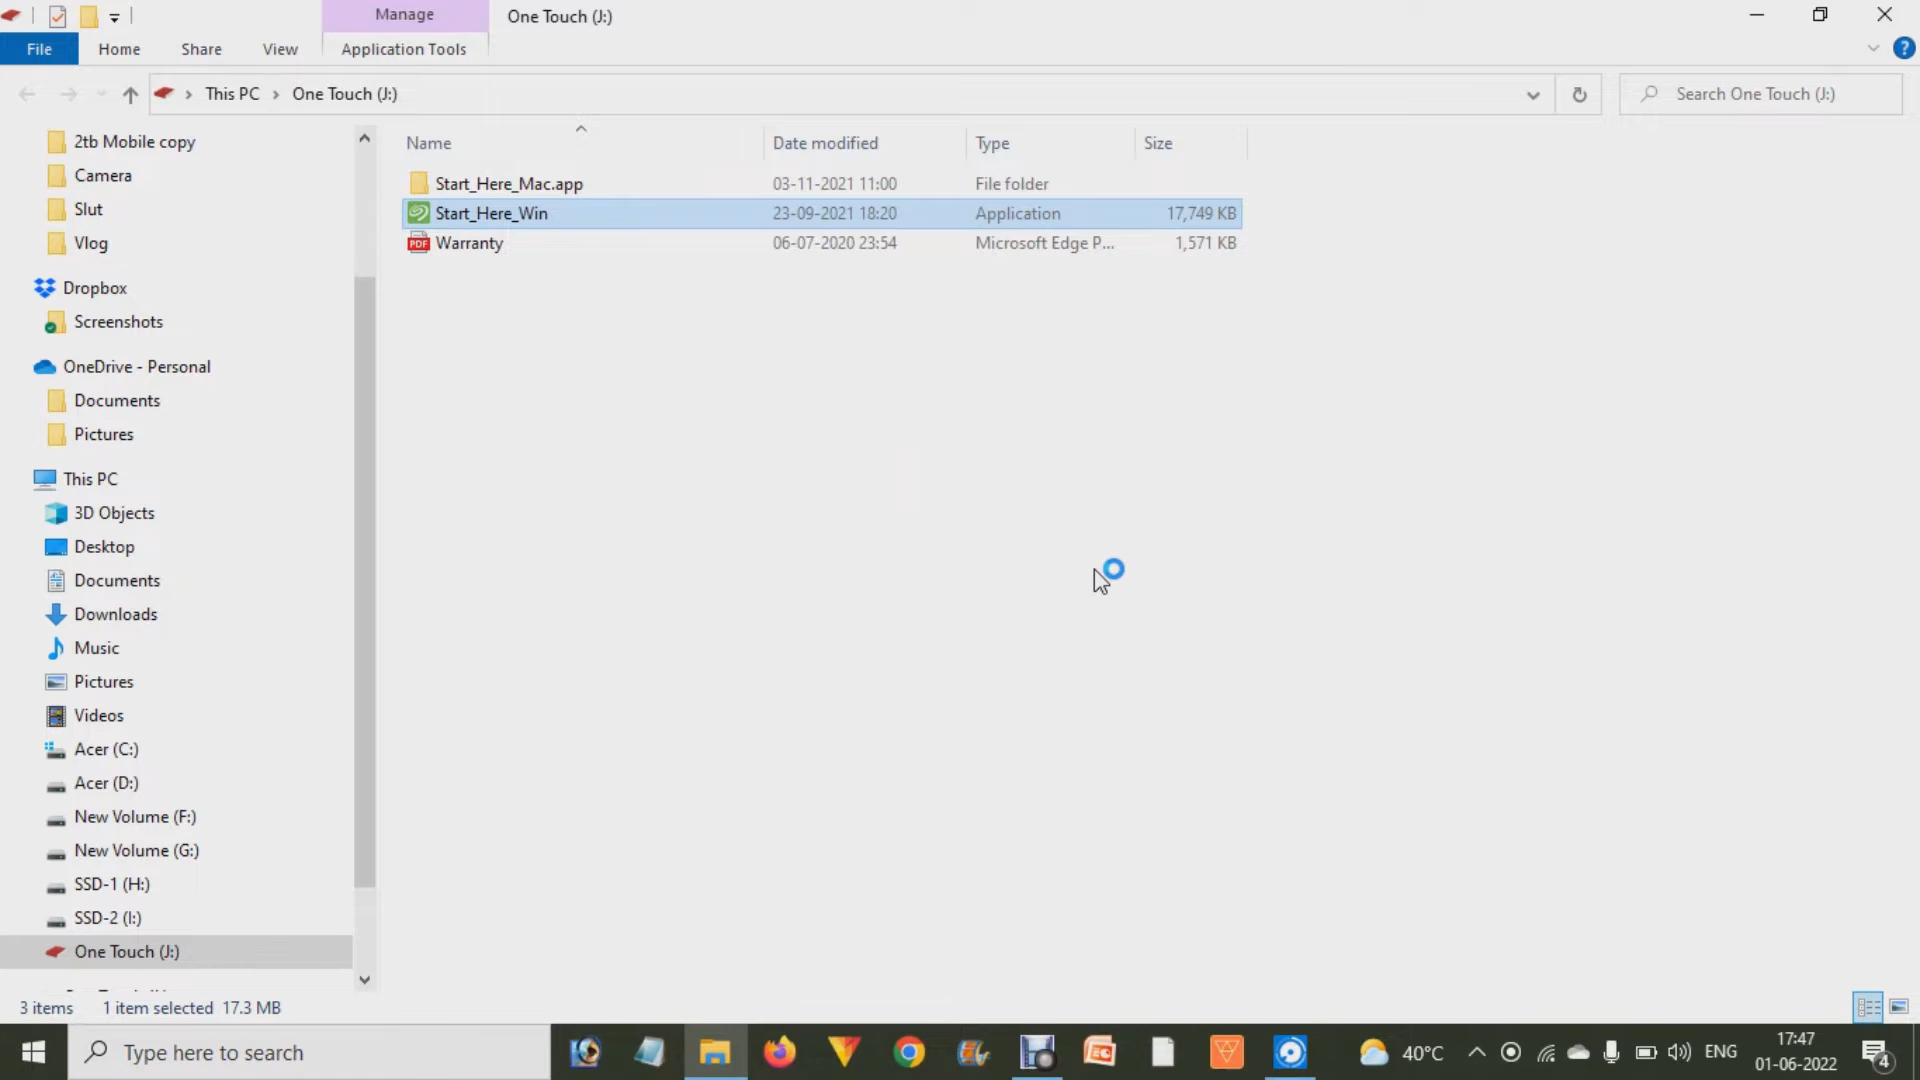 Manage
One Touch (J:)
File
Home
Share
View
Application Tools
This PC
One Touch (J:)
Search One Touch (J:)
2tb Mobile copy
Camera
Slut
Vlog
Dropbox
Screenshots
OneDrive - Personal
Documents
Pictures
This PC
3D Objects
Desktop
Documents
Downloads
Music
Pictures
Videos
Acer (C:)
Acer (D:)
New Volume (F:)
New Volume (G:)
SSD-1 (H:)
SSD-2 (I:)
One Touch (J:)
Name Date modified Type Size
Start_Here_Mac.app 03-11-2021 11:00 File folder
Start_Here_Win 23-09-2021 18:20 Application 17,749 KB
PDF Warranty 06-07-2020 23:54 Microsoft Edge P... 1,571 KB
3 items 1 item selected 17.3 MB
Type here to search
40°C
ENG
17:47
01-06-2022
4